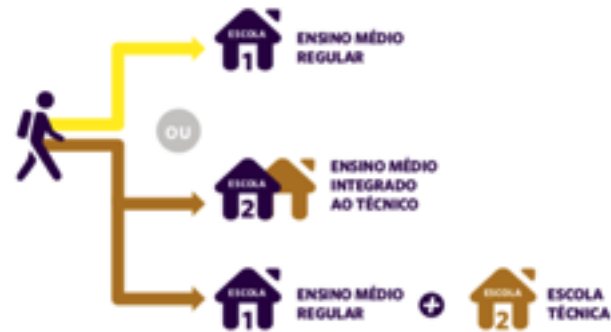 ESCOLA
1
ENSINO MÉDIO
REGULAR
OU
ESCOLA
2
ENSINO MÉDIO
INTEGRADO
AO TÉCNICO
ESCOLA
1
ENSINO MÉDIO
REGULAR
+
ESCOLA
2
ESCOLA
TÉCNICA